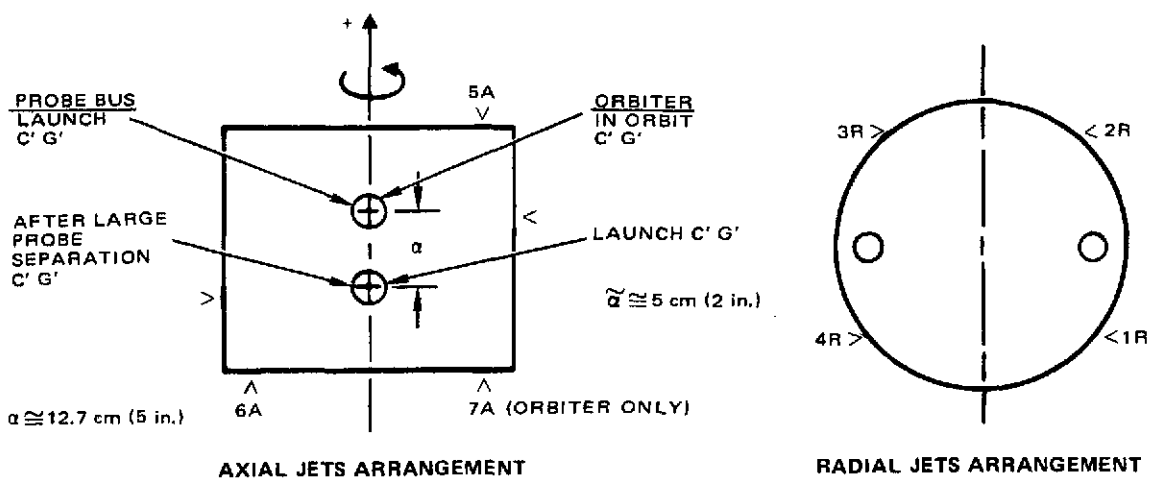 +
PROBE BUS
LAUNCH
C' G'
5A
ORBITER
IN ORBIT
C' G'
3R
2R
AFTER LARGE
PROBE
SEPARATION
C' G'
α
LAUNCH C' G'
α̃ ≅ 5 cm (2 in.)
4R
1R
α ≅ 12.7 cm (5 in.)
6A
7A (ORBITER ONLY)
AXIAL JETS ARRANGEMENT
RADIAL JETS ARRANGEMENT